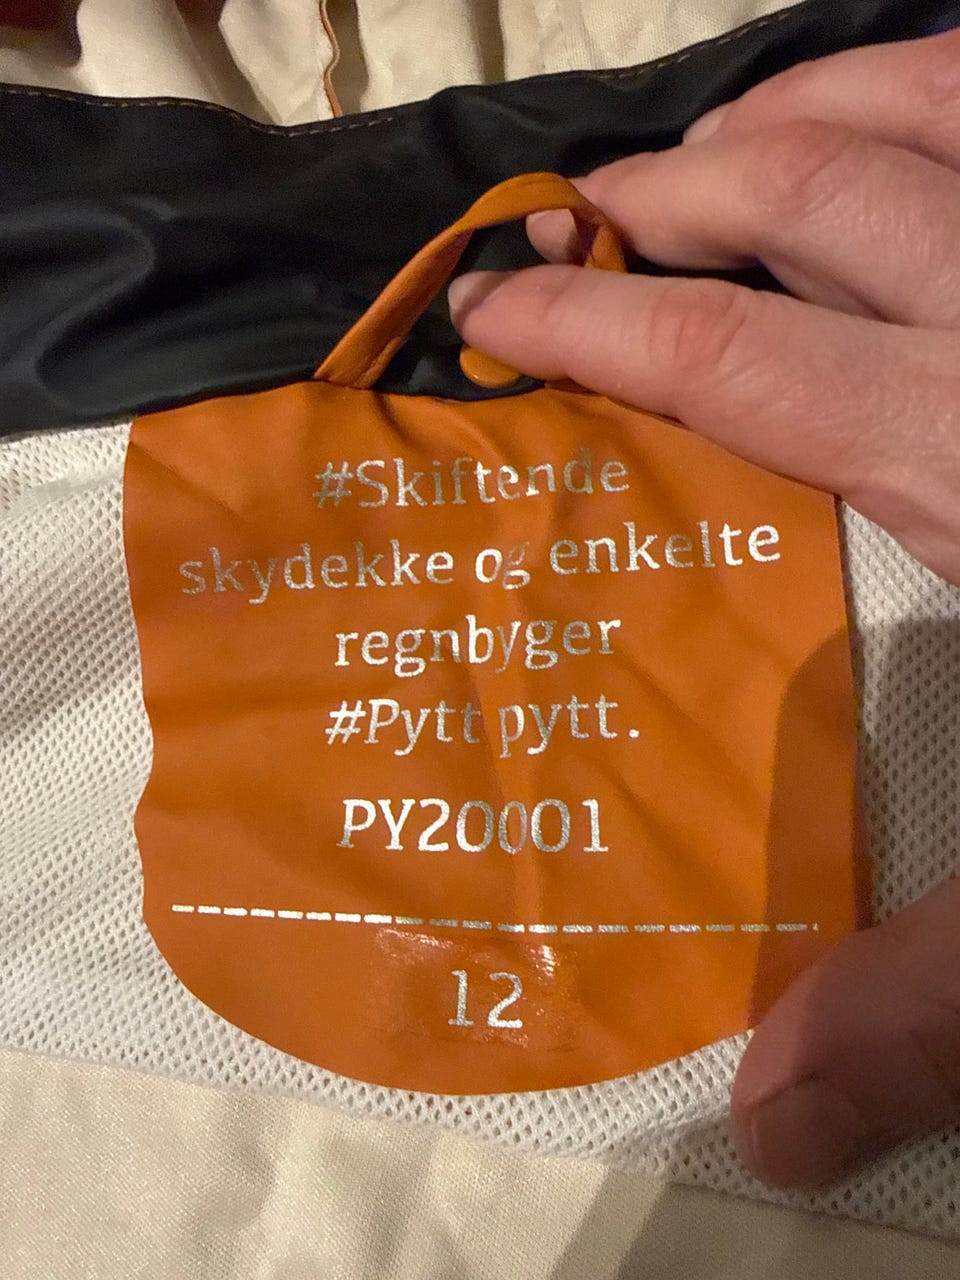 #Skiftende
skydekke og enkelte
regnbyger
#Pytt pytt.
PY20001
12